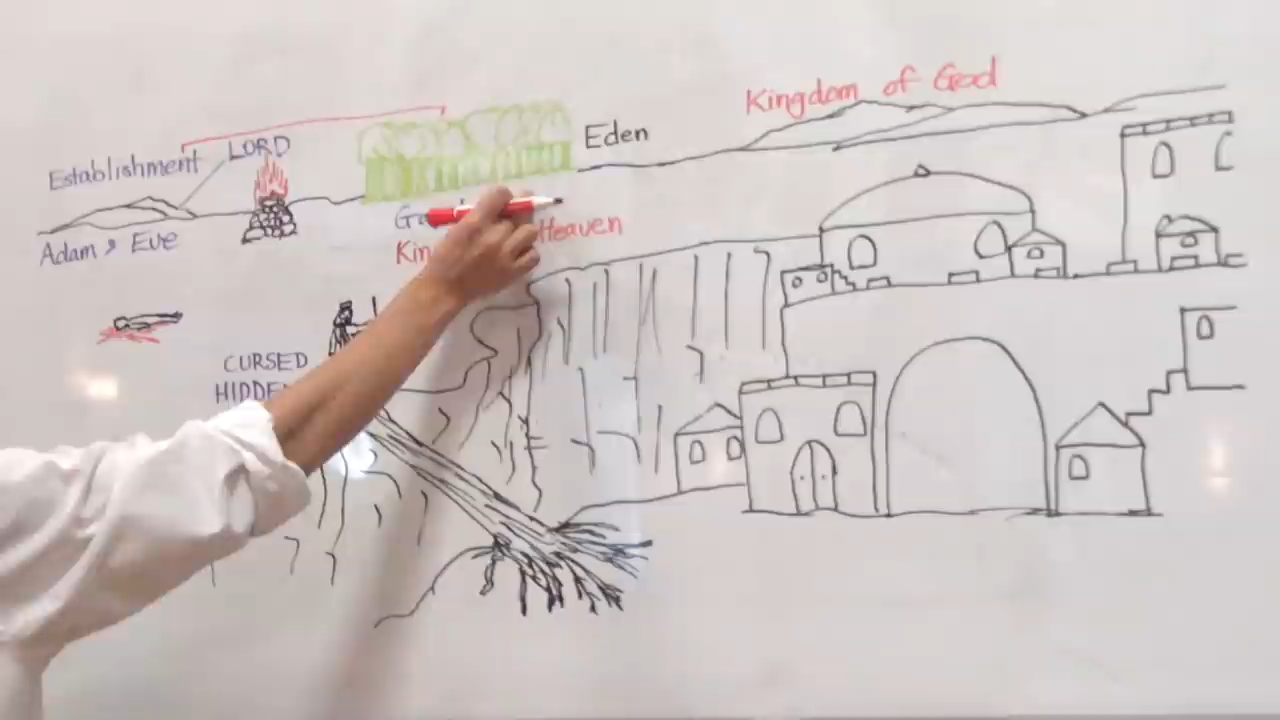 Kingdom of God
Eden
Establishment LORD
Adam & Eve
Heaven
CURSED